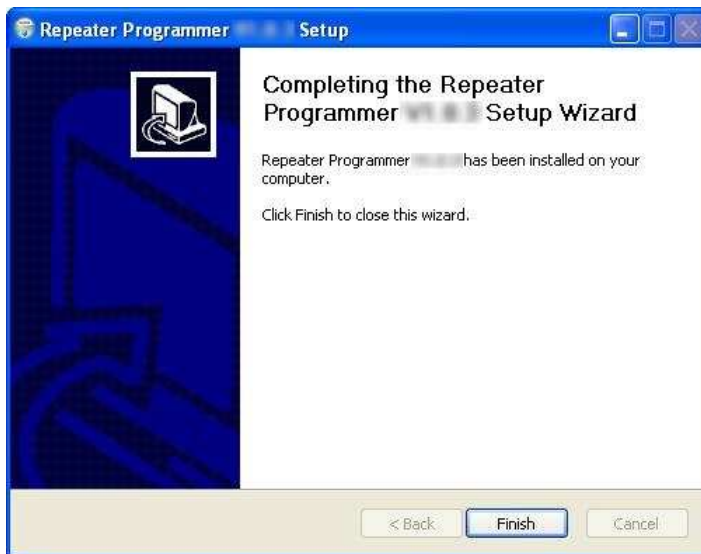 Repeater Programmer Setup
Completing the Repeater
Programmer Setup Wizard
Repeater Programmer has been installed on your
computer.
Click Finish to close this wizard.
< Back Finish Cancel